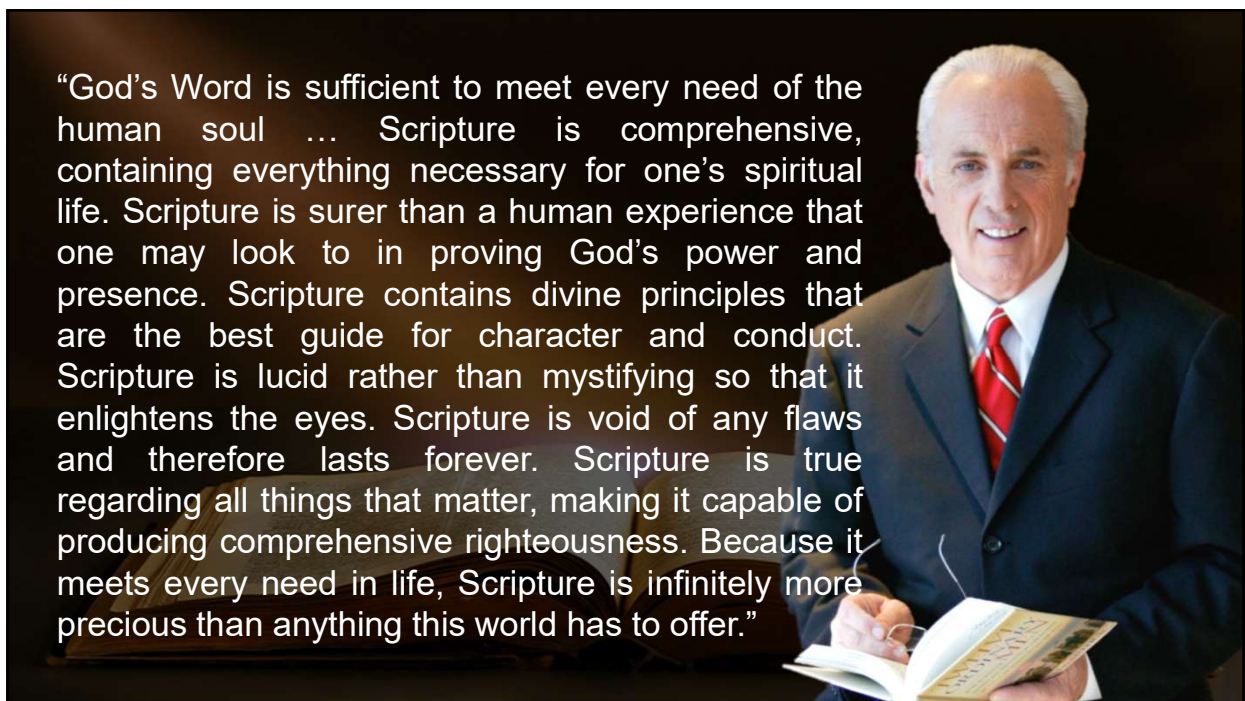 “God’s Word is sufficient to meet every need of the
human soul … Scripture is comprehensive,
containing everything necessary for one’s spiritual
life. Scripture is surer than a human experience that
one may look to in proving God’s power and
presence. Scripture contains divine principles that
are the best guide for character and conduct.
Scripture is lucid rather than mystifying so that it
enlightens the eyes. Scripture is void of any flaws
and therefore lasts forever. Scripture is true
regarding all things that matter, making it capable of
producing comprehensive righteousness. Because it
meets every need in life, Scripture is infinitely more
precious than anything this world has to offer.”
TWELVE
ORDINARY
MEN